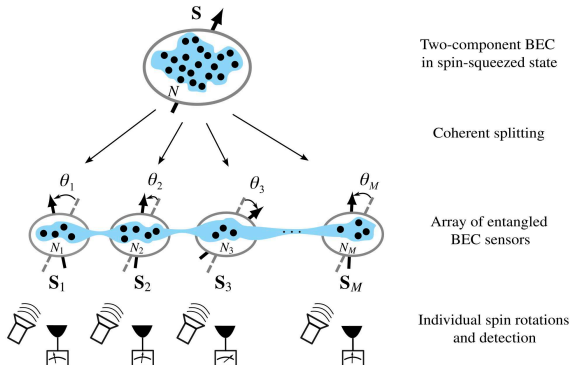 S
Two-component BEC
in spin-squeezed state
N
Coherent splitting
θ1 θ2 θ3 θM
Array of entangled
BEC sensors
N1 N2 N3 ... NM
S1 S2 S3 SM
Individual spin rotations
and detection